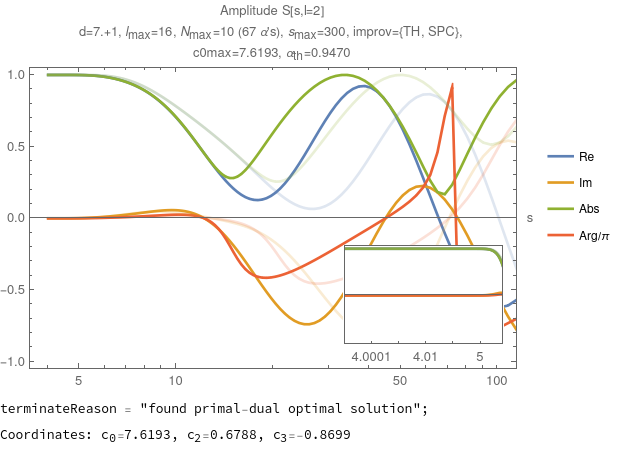 Amplitude S[s,l=2]
d=7.+1, lmax=16, Nmax=10 (67 α's), smax=300, improv={TH, SPC},
c0max=7.6193, αth=0.9470
1.0
0.5
0.0
-0.5
-1.0
s
4.0001 4.01 5
5 10 50 100
Re
Im
Abs
Arg/π
terminateReason = "found primal-dual optimal solution";
Coordinates: c0=7.6193, c2=0.6788, c3=-0.8699